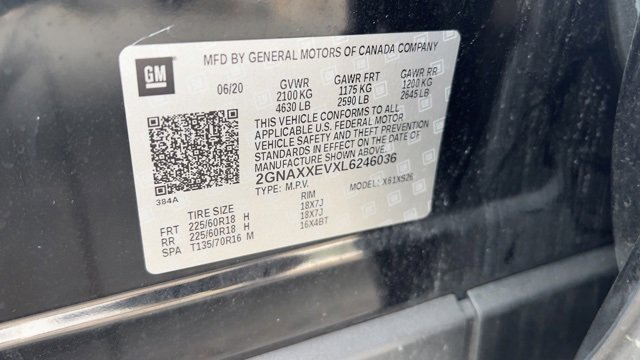 GM
MFD BY GENERAL MOTORS OF CANADA COMPANY
06/20 GVWR GAWR FRT GAWR RR
2100 KG 1175 KG 1200 KG
4630 LB 2590 LB 2645 LB
THIS VEHICLE CONFORMS TO ALL
APPLICABLE U.S. FEDERAL MOTOR
VEHICLE SAFETY AND THEFT PREVENTION
STANDARDS IN EFFECT ON THE DATE OF
MANUFACTURE SHOWN ABOVE.
2GNAXXEVXL6246036
TYPE: M.P.V. MODEL: X61XS26
384A
TIRE SIZE RIM
FRT 225/60R18 H 18X7J
RR 225/60R18 H 18X7J
SPA T135/70R16 M 16X4BT